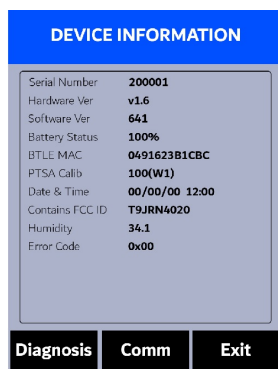 DEVICE INFORMATION
Serial Number 200001
Hardware Ver v1.6
Software Ver 641
Battery Status 100%
BTLE MAC 0491623B1CBC
PTSA Calib 100(W1)
Date & Time 00/00/00 12:00
Contains FCC ID T9JRN4020
Humidity 34.1
Error Code 0x00
Diagnosis Comm Exit